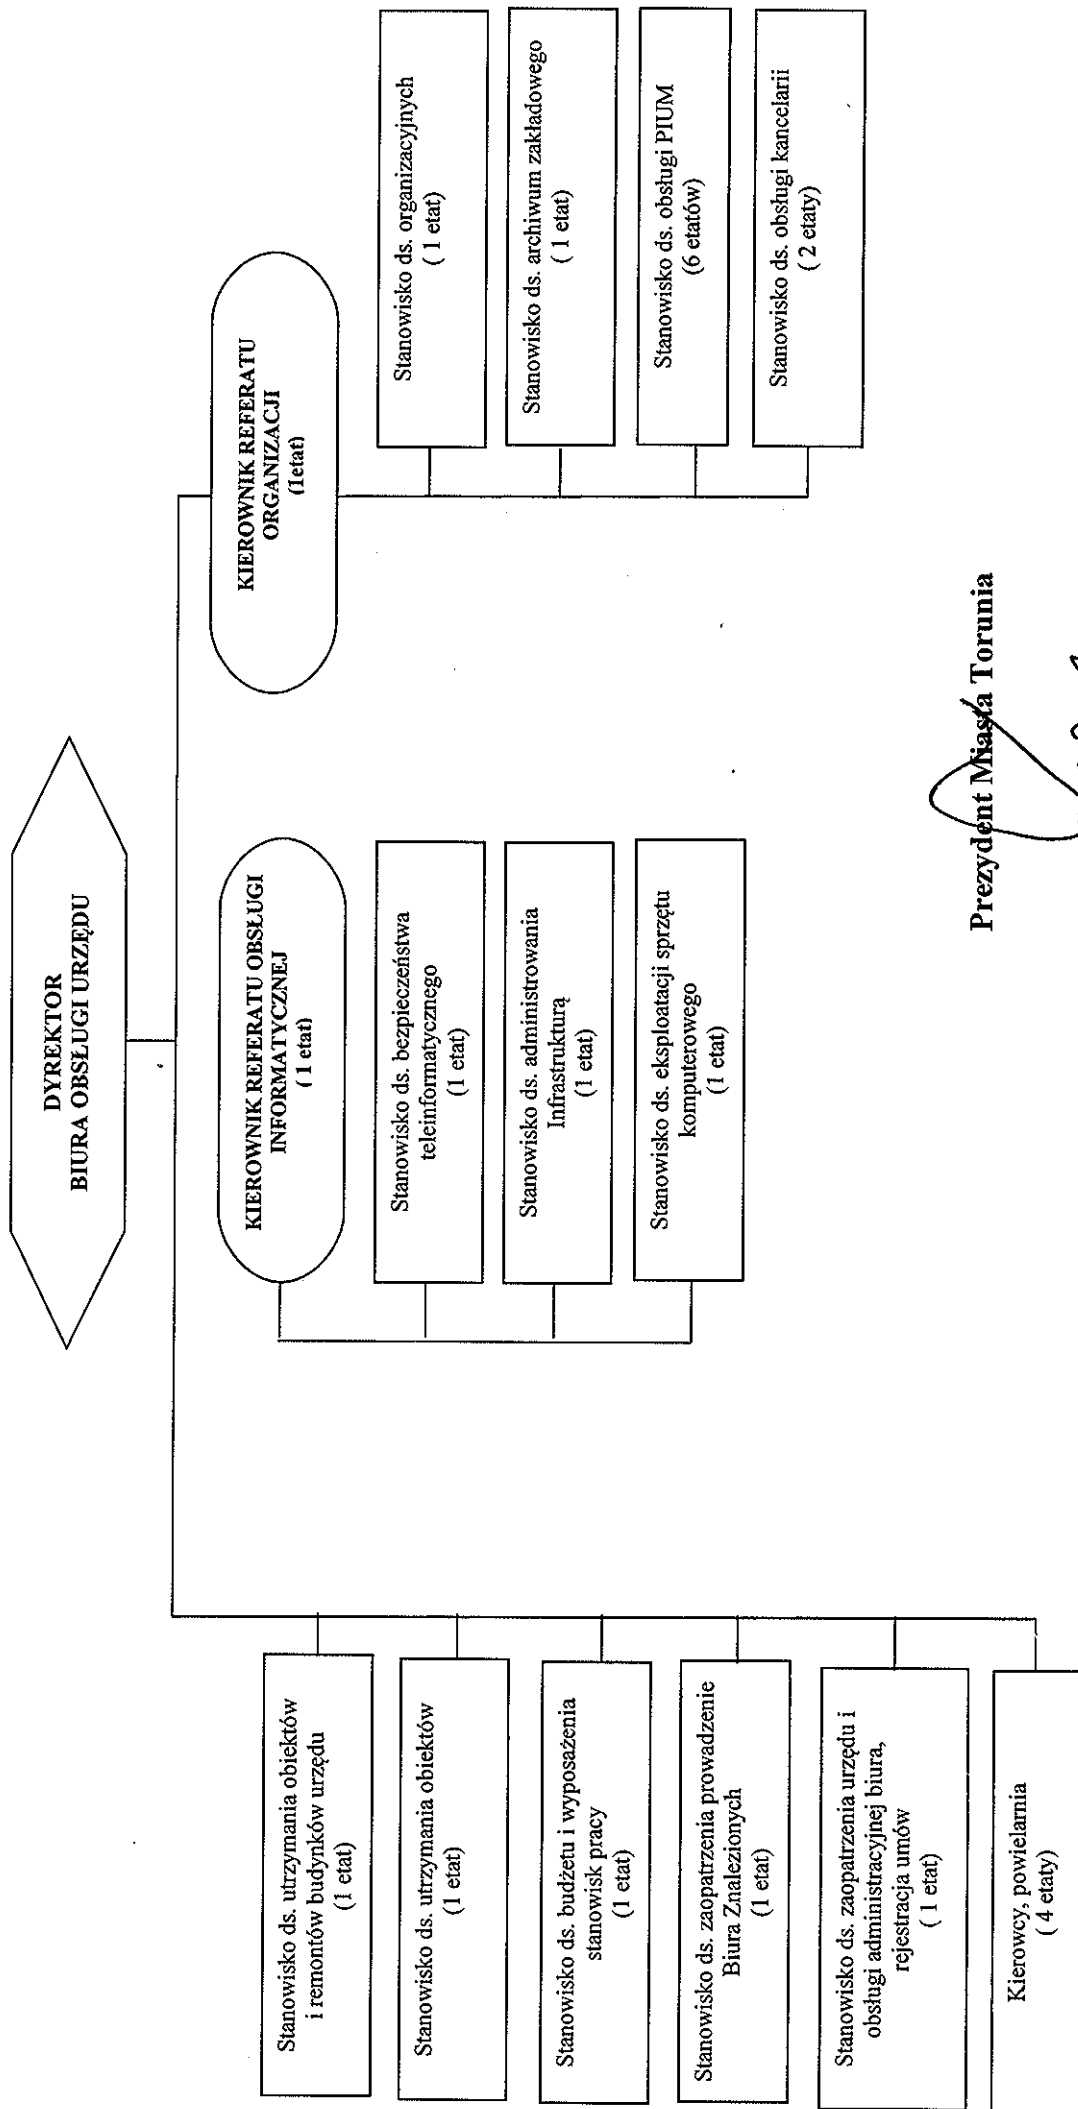 DYREKTOR
BIURA OBSŁUGI URZĘDU
Stanowisko ds. utrzymania obiektów
i remontów budynków urzędu
(1 etat)
Stanowisko ds. utrzymania obiektów
(1 etat)
Stanowisko ds. budżetu i wyposażenia
stanowisk pracy
(1 etat)
Stanowisko ds. zaopatrzenia prowadzenie
Biura Znalezionych
(1 etat)
Stanowisko ds. zaopatrzenia urzędu i
obsługi administracyjnej biura,
rejestracja umów
( 1 etat)
Kierowcy, powielarnia
( 4 etaty)
KIEROWNIK REFERATU OBSŁUGI
INFORMATYCZNEJ
( 1 etat)
Stanowisko ds. bezpieczeństwa
teleinformatycznego
(1 etat)
Stanowisko ds. administrowania
Infrastrukturą
(1 etat)
Stanowisko ds. eksploatacji sprzętu
komputerowego
(1 etat)
KIEROWNIK REFERATU
ORGANIZACJI
(1etat)
Stanowisko ds. organizacyjnych
( 1 etat)
Stanowisko ds. archiwum zakładowego
( 1 etat)
Stanowisko ds. obsługi PIUM
(6 etatów)
Stanowisko ds. obsługi kancelarii
( 2 etaty)
Prezydent Miasta Torunia